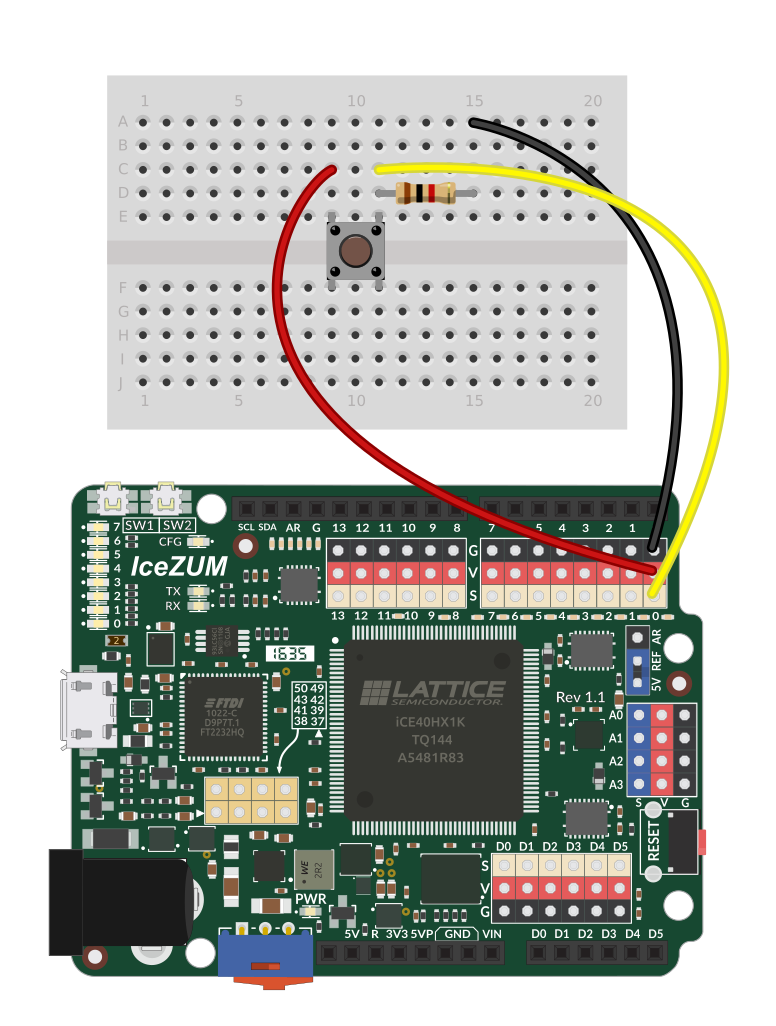 1 5 10 15 20
A
B
C
D
E
F
G
H
I
J
1 5 10 15 20
SW1 SW2
SCL SDA AR G 13 12 11 10 9 8 7 5 4 3 2 1
7
6
5
4
3
2
1
0
CFG
IceZUM
TX
RX
G
V
S
13 12 11 10 9 8 7 6 5 4 3 2 1 0
2
1635
AR
REF
5V
FTDI
1022-C
D9P7T.1
FT2232HQ
50 49
43 42
41 39
38 37
LATTICE
SEMICONDUCTOR.
iCE40HX1K
TQ144
A5481R83
Rev 1.1
A0
A1
A2
A3
S V G
RESET
WE
2R2
PWR
D0 D1 D2 D3 D4 D5
S
V
G
5V R 3V3 5VP GND VIN
D0 D1 D2 D3 D4 D5